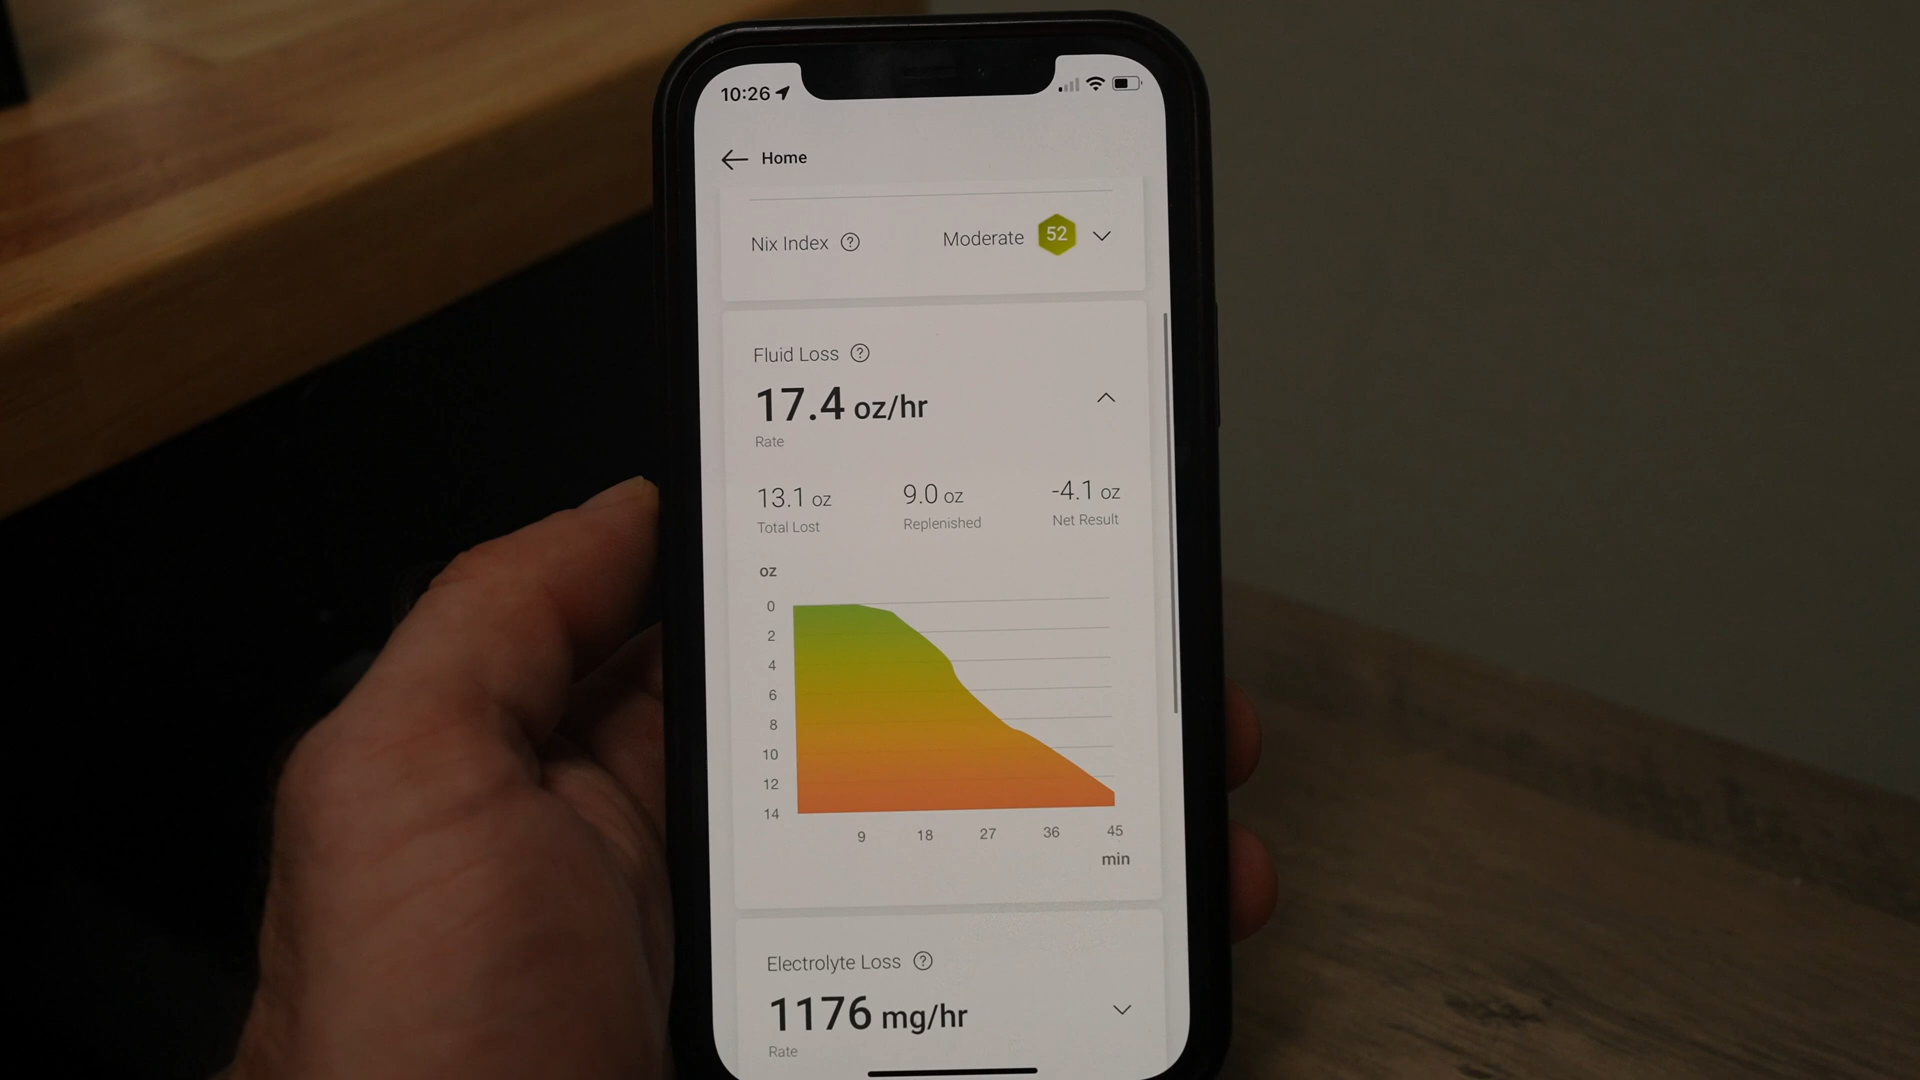 10:26
Home
Nix Index ? Moderate 52
Fluid Loss ?
17.4 oz/hr
Rate
13.1 oz 9.0 oz -4.1 oz
Total Lost Replenished Net Result
oz
0
2
4
6
8
10
12
14
9 18 27 36 45
min
Electrolyte Loss ?
1176 mg/hr
Rate